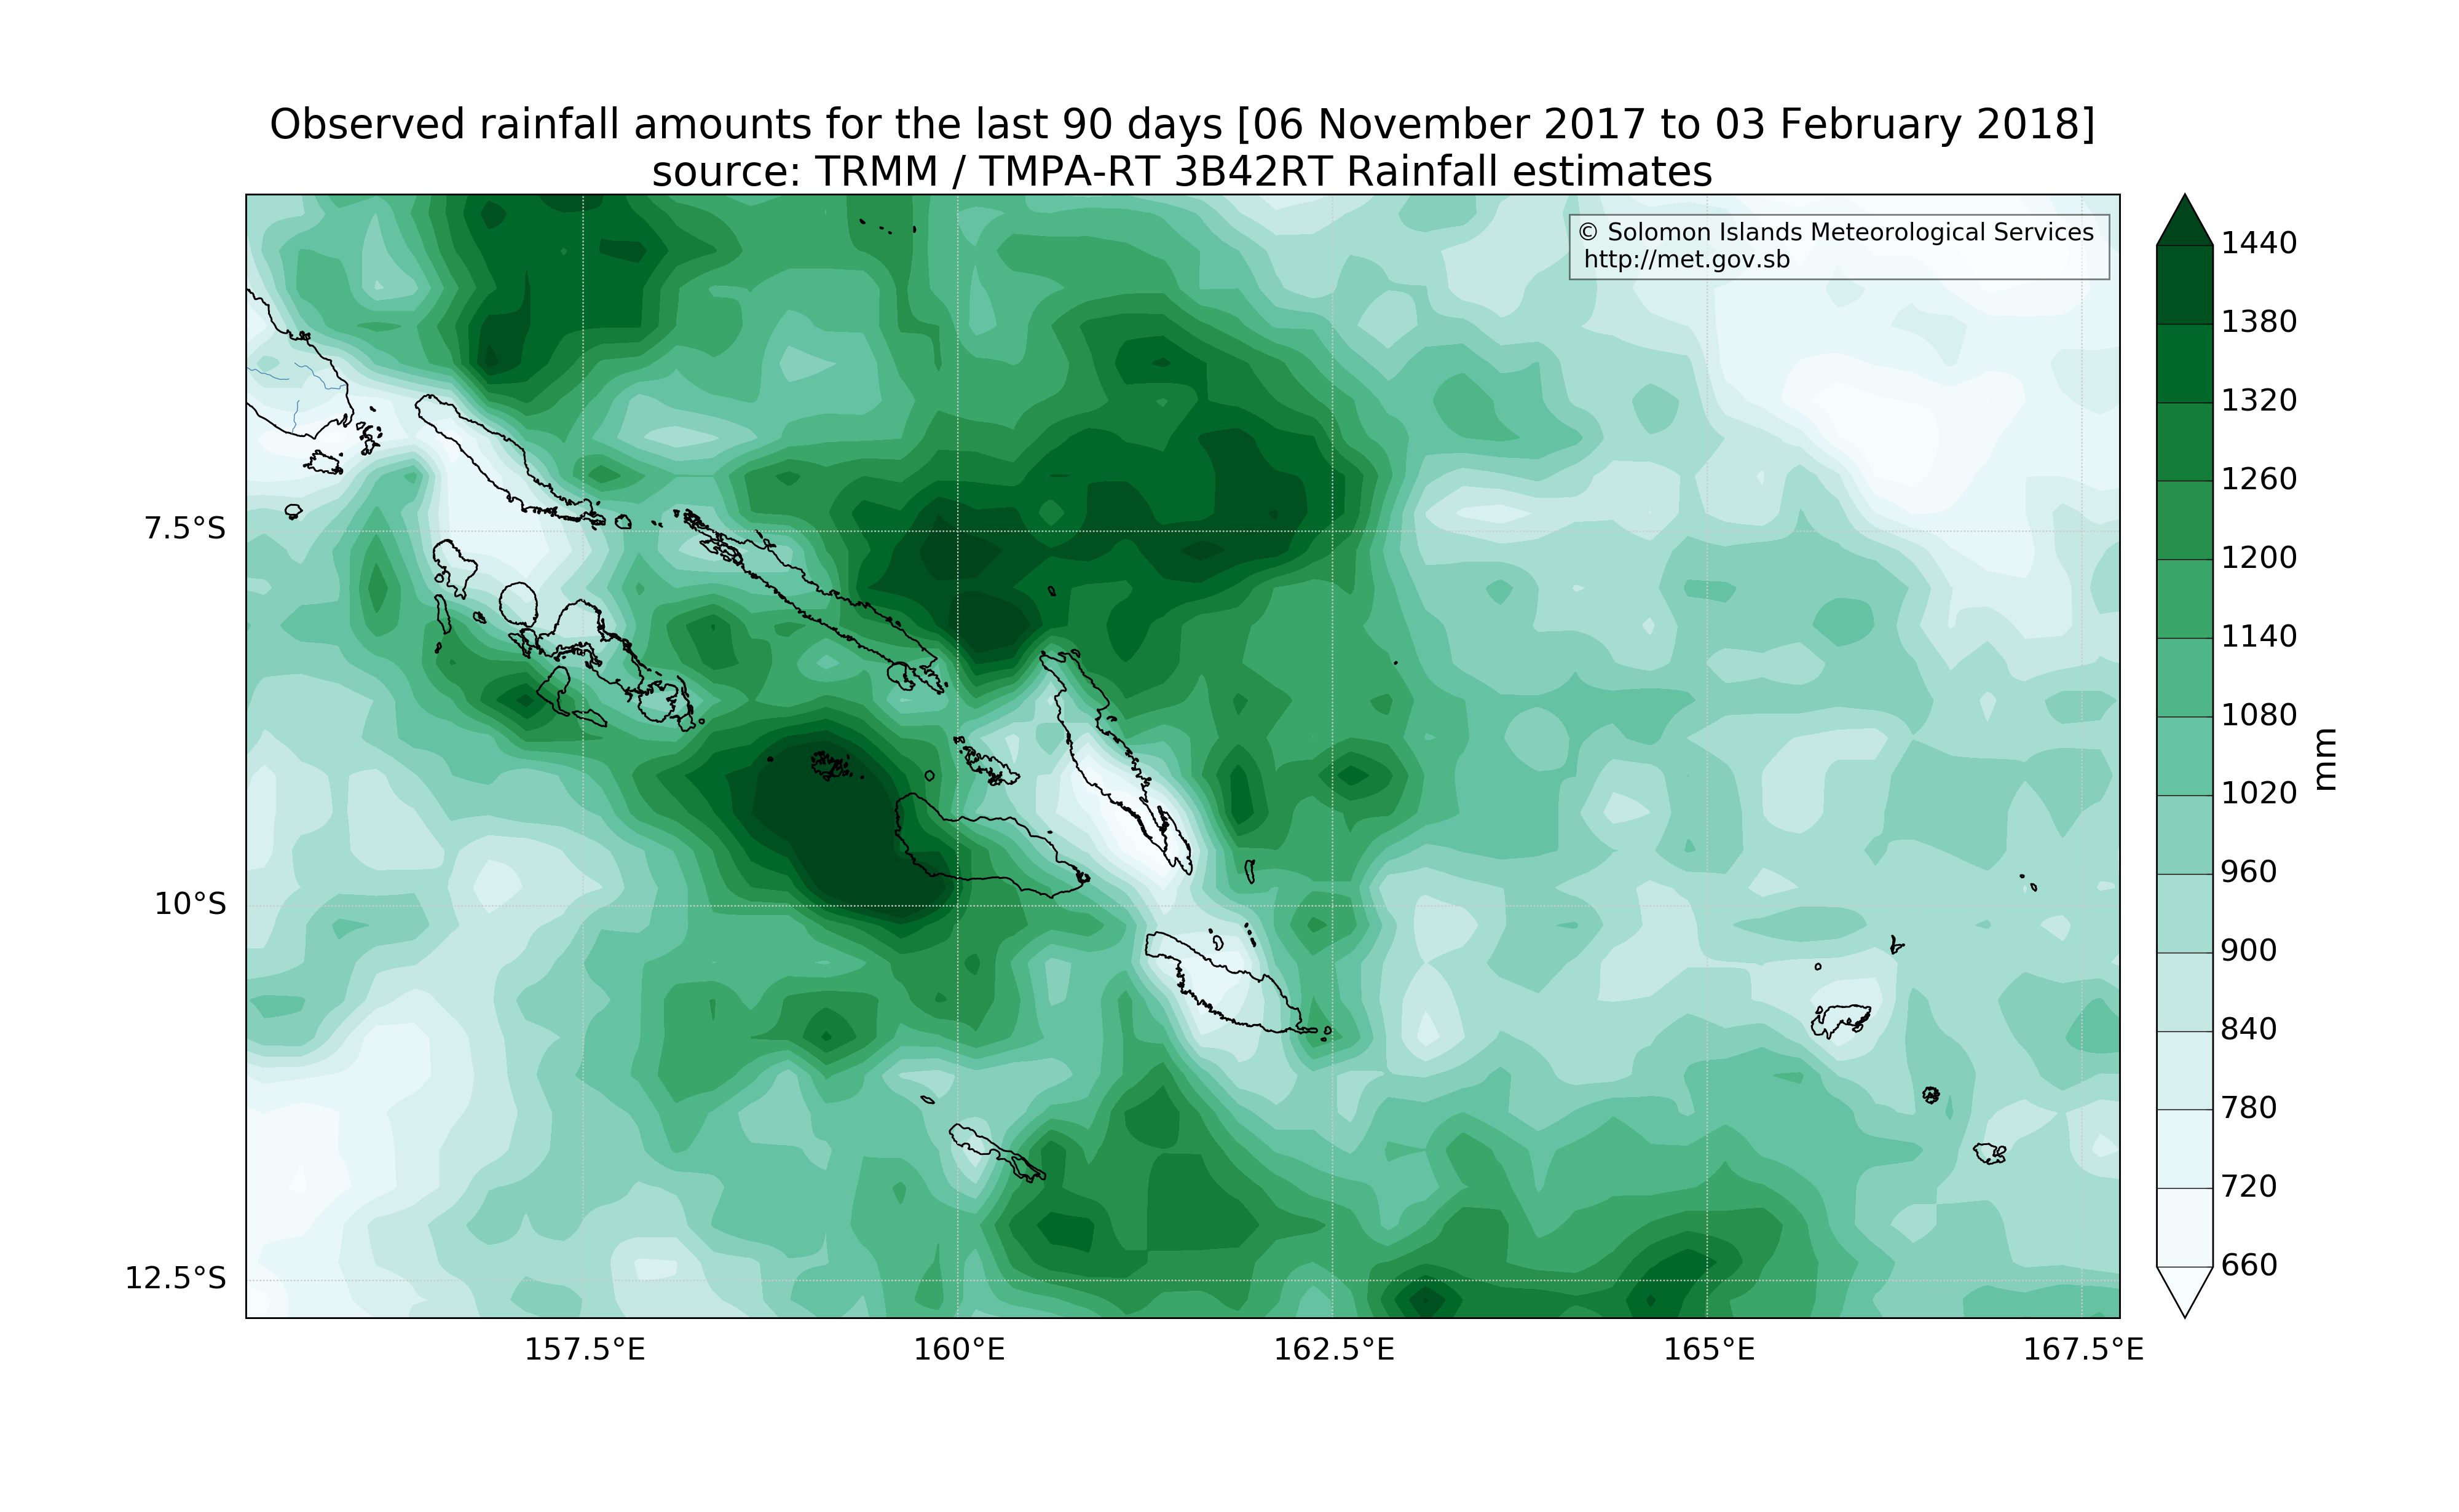 Observed rainfall amounts for the last 90 days [06 November 2017 to 03 February 2018]
source: TRMM / TMPA-RT 3B42RT Rainfall estimates
© Solomon Islands Meteorological Services
http://met.gov.sb
7.5°S
10°S
12.5°S
157.5°E
160°E
162.5°E
165°E
167.5°E
1440
1380
1320
1260
1200
1140
1080
1020
960
900
840
780
720
660
mm